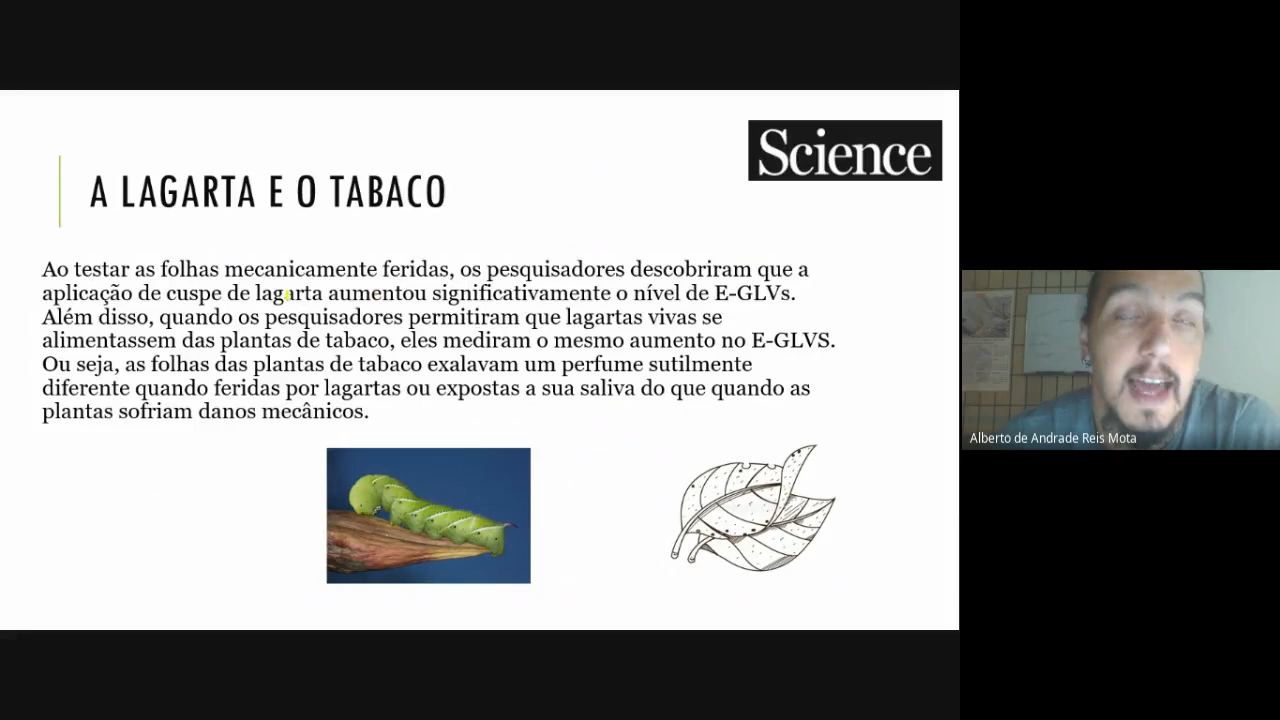 Science
A LAGARTA E O TABACO
Ao testar as folhas mecanicamente feridas, os pesquisadores descobriram que a
aplicação de cuspe de lagarta aumentou significativamente o nível de E-GLVs.
Além disso, quando os pesquisadores permitiram que lagartas vivas se
alimentassem das plantas de tabaco, eles mediram o mesmo aumento no E-GLVS.
Ou seja, as folhas das plantas de tabaco exalavam um perfume sutilmente
diferente quando feridas por lagartas ou expostas a sua saliva do que quando as
plantas sofriam danos mecânicos.
Alberto de Andrade Reis Mota